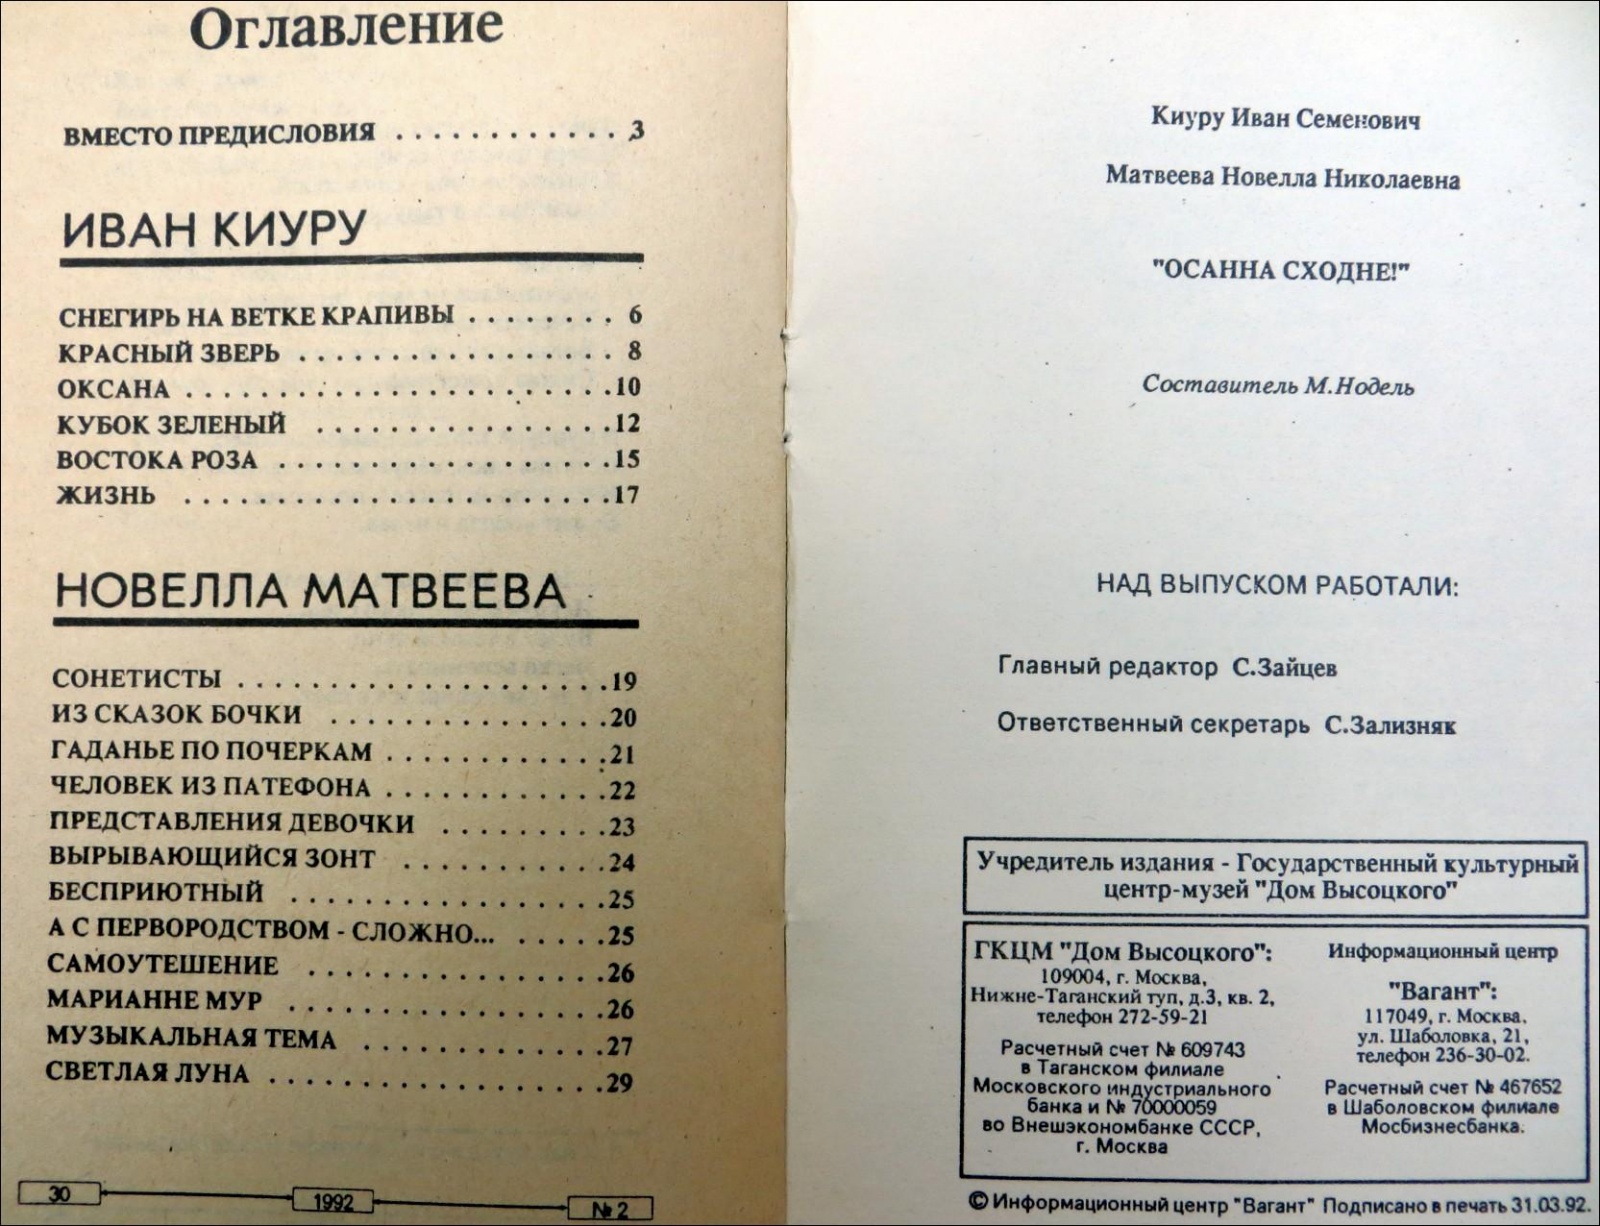 Оглавление
ВМЕСТО ПРЕДИСЛОВИЯ . . . . . . . . . . . . 3
ИВАН КИУРУ
СНЕГИРЬ НА ВЕТКЕ КРАПИВЫ . . . . . . . . 6
КРАСНЫЙ ЗВЕРЬ . . . . . . . . . . . . . . . . . . 8
ОКСАНА . . . . . . . . . . . . . . . . . . . . . . . .10
КУБОК ЗЕЛЕНЫЙ . . . . . . . . . . . . . . . . .12
ВОСТОКА РОЗА . . . . . . . . . . . . . . . . . . .15
ЖИЗНЬ . . . . . . . . . . . . . . . . . . . . . . . .17
НОВЕЛЛА МАТВЕЕВА
СОНЕТИСТЫ . . . . . . . . . . . . . . . . . . . . .19
ИЗ СКАЗОК БОЧКИ . . . . . . . . . . . . . . . .20
ГАДАНЬЕ ПО ПОЧЕРКАМ . . . . . . . . . . . . .21
ЧЕЛОВЕК ИЗ ПАТЕФОНА . . . . . . . . . . . . .22
ПРЕДСТАВЛЕНИЯ ДЕВОЧКИ . . . . . . . . .23
ВЫРЫВАЮЩИЙСЯ ЗОНТ . . . . . . . . . . . .24
БЕСПРИЮТНЫЙ . . . . . . . . . . . . . . . . . .25
А С ПЕРВОРОДСТВОМ - СЛОЖНО... . . . . .25
САМОУТЕШЕНИЕ . . . . . . . . . . . . . . . . .26
МАРИАННЕ МУР . . . . . . . . . . . . . . . . . .26
МУЗЫКАЛЬНАЯ ТЕМА . . . . . . . . . . . . . .27
СВЕТЛАЯ ЛУНА . . . . . . . . . . . . . . . . . . .29
30 1992 №2
Киуру Иван Семенович
Матвеева Новелла Николаевна
"ОСАННА СХОДНЕ!"
Составитель М.Нодель
НАД ВЫПУСКОМ РАБОТАЛИ:
Главный редактор С.Зайцев
Ответственный секретарь С.Зализняк
Учредитель издания - Государственный культурный
центр-музей "Дом Высоцкого"
ГКЦМ "Дом Высоцкого":
109004, г. Москва,
Нижне-Таганский туп, д.3, кв. 2,
телефон 272-59-21
Расчетный счет № 609743
в Таганском филиале
Московского индустриального
банка и № 70000059
во Внешэкономбанке СССР,
г. Москва
Информационный центр
"Вагант":
117049, г. Москва,
ул. Шаболовка, 21,
телефон 236-30-02.
Расчетный счет № 467652
в Шаболовском филиале
Мосбизнесбанка.
© Информационный центр "Вагант" Подписано в печать 31.03.92.